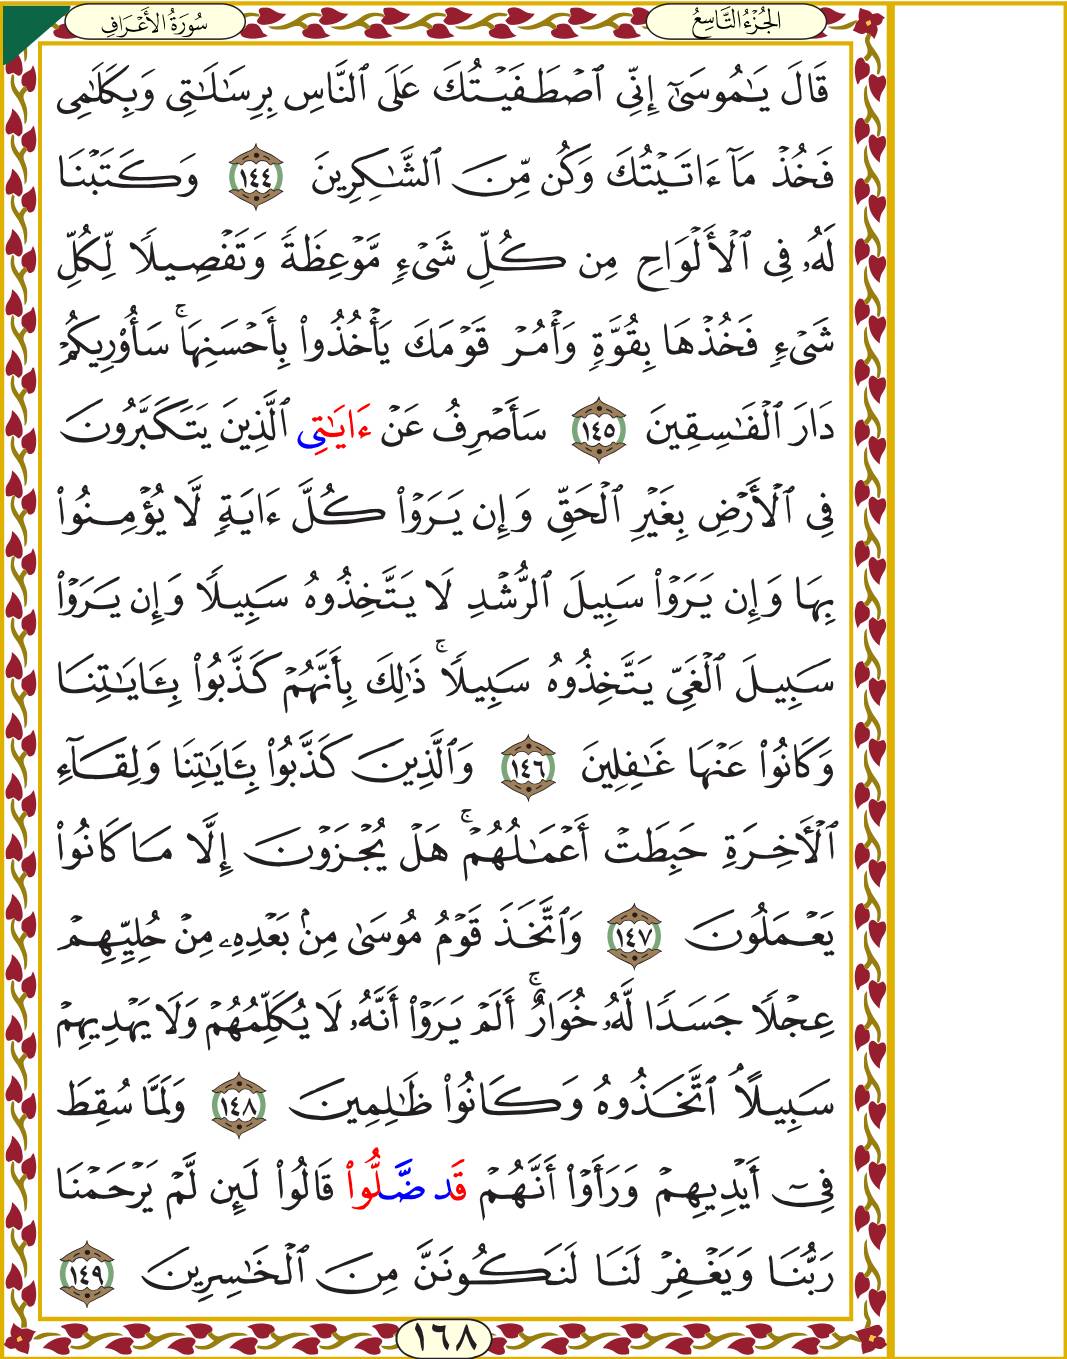 سُورَةُ الأَعْرَافِ
الجُزْءُ التَّاسِعُ
قَالَ يَٰمُوسَىٰٓ إِنِّي ٱصۡطَفَيۡتُكَ عَلَى ٱلنَّاسِ بِرِسَٰلَٰتِي وَبِكَلَٰمِي
فَخُذۡ مَآ ءَاتَيۡتُكَ وَكُن مِّنَ ٱلشَّٰكِرِينَ ١٤٤ وَكَتَبۡنَا
لَهُۥ فِي ٱلۡأَلۡوَاحِ مِن كُلِّ شَيۡءٖ مَّوۡعِظَةٗ وَتَفۡصِيلٗا لِّكُلِّ
شَيۡءٖ فَخُذۡهَا بِقُوَّةٖ وَأۡمُرۡ قَوۡمَكَ يَأۡخُذُواْ بِأَحۡسَنِهَاۚ سَأُوْرِيكُمۡ
دَارَ ٱلۡفَٰسِقِينَ ١٤٥ سَأَصۡرِفُ عَنۡ ءَايَٰتِي ٱلَّذِينَ يَتَكَبَّرُونَ
فِي ٱلۡأَرۡضِ بِغَيۡرِ ٱلۡحَقِّ وَإِن يَرَوۡاْ كُلَّ ءَايَةٖ لَّا يُؤۡمِنُواْ
بِهَا وَإِن يَرَوۡاْ سَبِيلَ ٱلرُّشۡدِ لَا يَتَّخِذُوهُ سَبِيلٗا وَإِن يَرَوۡاْ
سَبِيلَ ٱلۡغَيِّ يَتَّخِذُوهُ سَبِيلٗاۚ ذَٰلِكَ بِأَنَّهُمۡ كَذَّبُواْ بِـَٔايَٰتِنَا
وَكَانُواْ عَنۡهَا غَٰفِلِينَ ١٤٦ وَٱلَّذِينَ كَذَّبُواْ بِـَٔايَٰتِنَا وَلِقَآءِ
ٱلۡأٓخِرَةِ حَبِطَتۡ أَعۡمَٰلُهُمۡۚ هَلۡ يُجۡزَوۡنَ إِلَّا مَا كَانُواْ
يَعۡمَلُونَ ١٤٧ وَٱتَّخَذَ قَوۡمُ مُوسَىٰ مِنۢ بَعۡدِهِۦ مِنۡ حُلِيِّهِمۡ
عِجۡلٗا جَسَدٗا لَّهُۥ خُوَارٌۚ أَلَمۡ يَرَوۡاْ أَنَّهُۥ لَا يُكَلِّمُهُمۡ وَلَا يَهۡدِيهِمۡ
سَبِيلًاۘ ٱتَّخَذُوهُ وَكَانُواْ ظَٰلِمِينَ ١٤٨ وَلَمَّا سُقِطَ
فِيٓ أَيۡدِيهِمۡ وَرَأَوۡاْ أَنَّهُمۡ قَد ضَّلُّواْ قَالُواْ لَئِن لَّمۡ يَرۡحَمۡنَا
رَبُّنَا وَيَغۡفِرۡ لَنَا لَنَكُونَنَّ مِنَ ٱلۡخَٰسِرِينَ ١٤٩
١٦٨